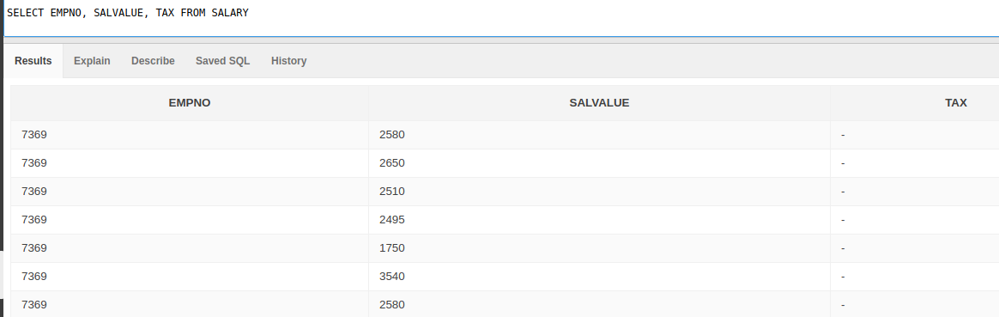 SELECT EMPNO, SALVALUE, TAX FROM SALARY
Results Explain Describe Saved SQL History
EMPNO SALVALUE TAX
7369 2580 -
7369 2650 -
7369 2510 -
7369 2495 -
7369 1750 -
7369 3540 -
7369 2580 -